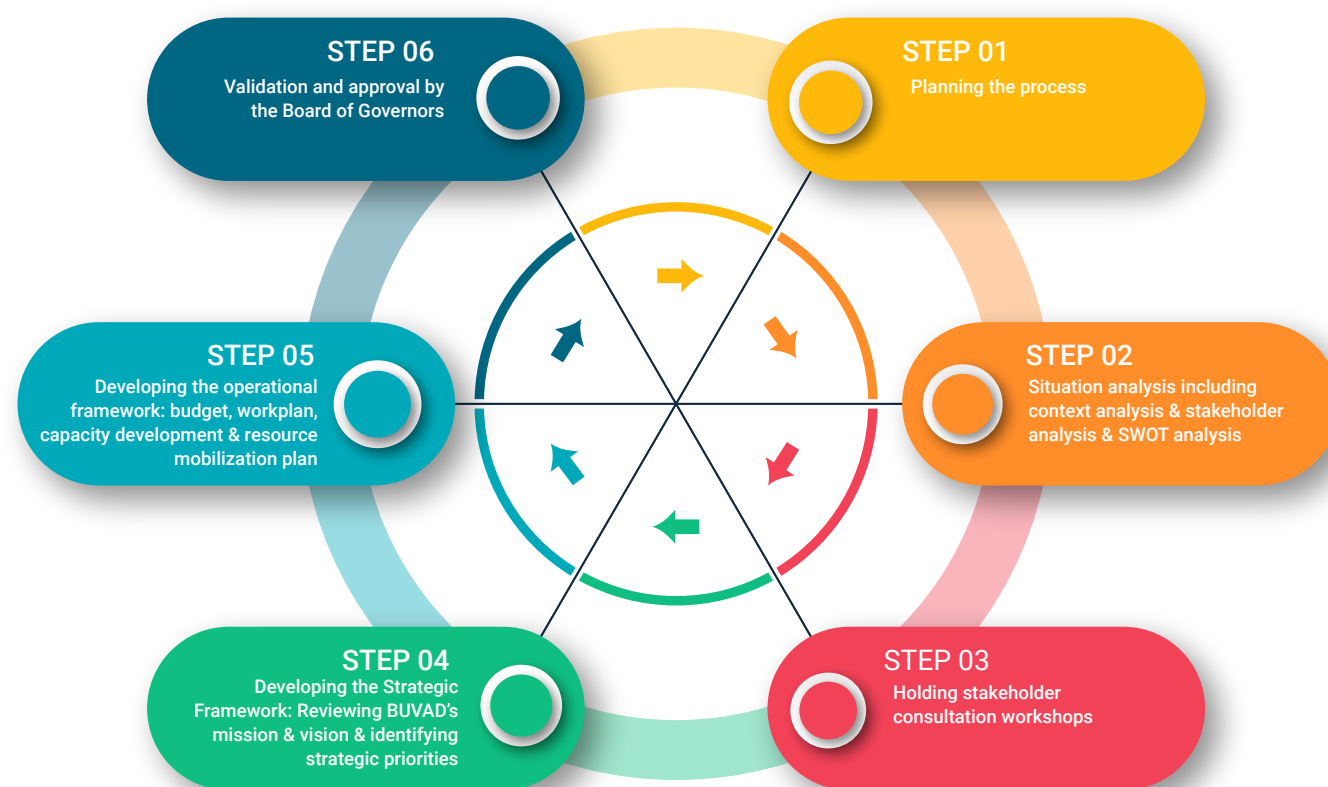 STEP 01
Planning the process
STEP 02
Situation analysis including
context analysis & stakeholder
analysis & SWOT analysis
STEP 03
Holding stakeholder
consultation workshops
STEP 04
Developing the Strategic
Framework: Reviewing BUVAD's
mission & vision & identifying
strategic priorities
STEP 05
Developing the operational
framework: budget, workplan,
capacity development & resource
mobilization plan
STEP 06
Validation and approval by
the Board of Governors